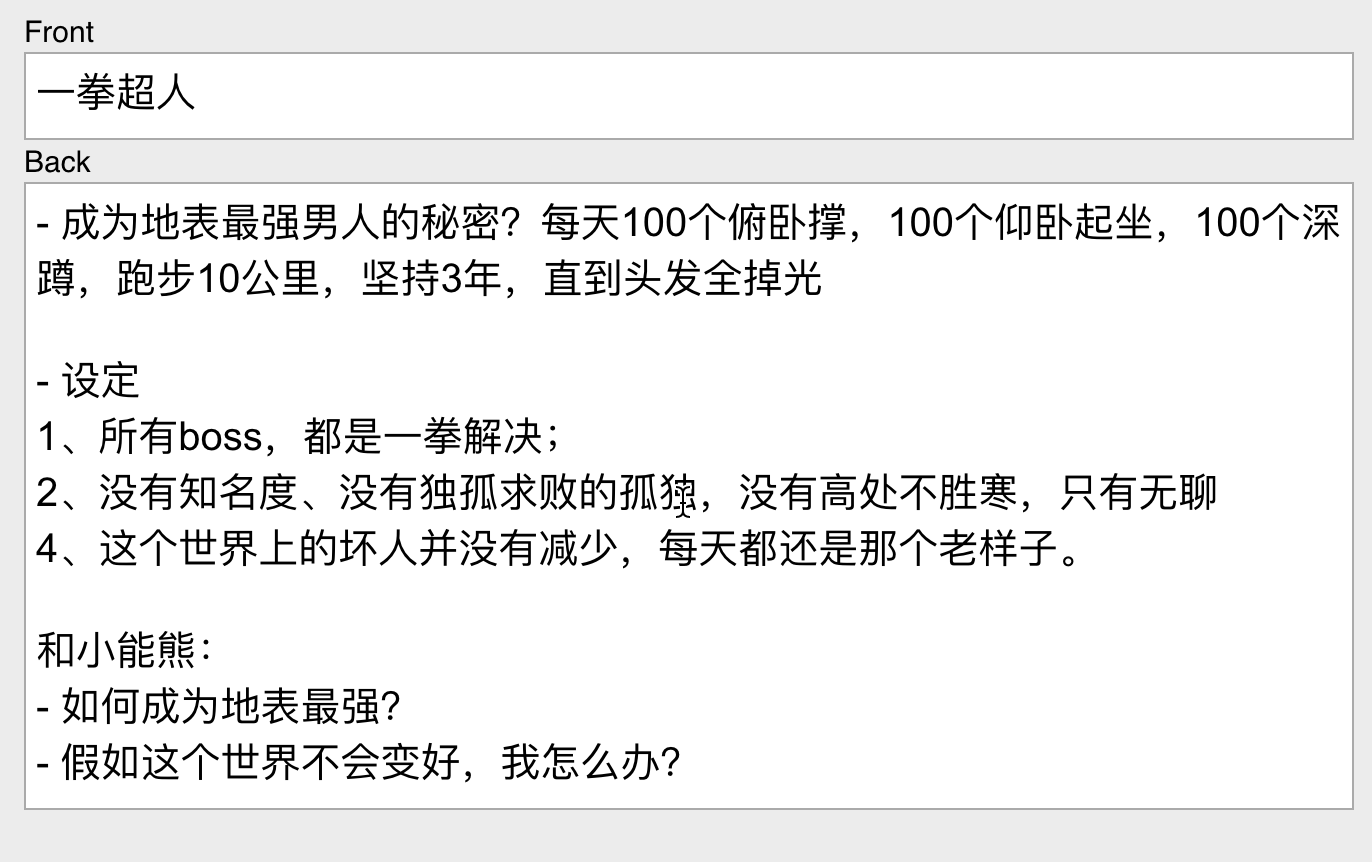 Front
一拳超人
Back
- 成为地表最强男人的秘密？每天100个俯卧撑，100个仰卧起坐，100个深
蹲，跑步10公里，坚持3年，直到头发全掉光
- 设定
1、所有boss，都是一拳解决；
2、没有知名度、没有独孤求败的孤独，没有高处不胜寒，只有无聊
4、这个世界上的坏人并没有减少，每天都还是那个老样子。
和小能熊：
- 如何成为地表最强？
- 假如这个世界不会变好，我怎么办？